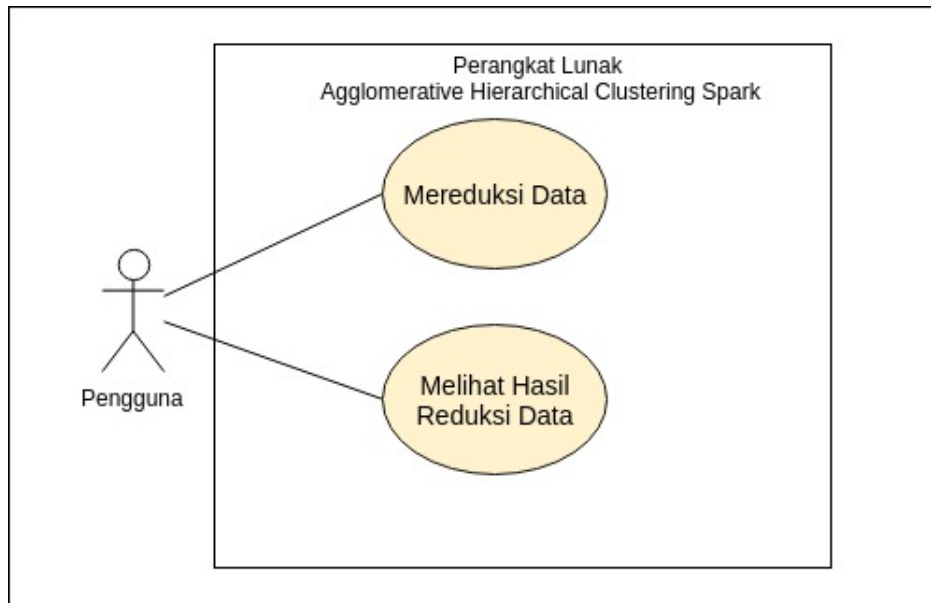 Perangkat Lunak
Agglomerative Hierarchical Clustering Spark
Mereduksi Data
Melihat Hasil
Reduksi Data
Pengguna